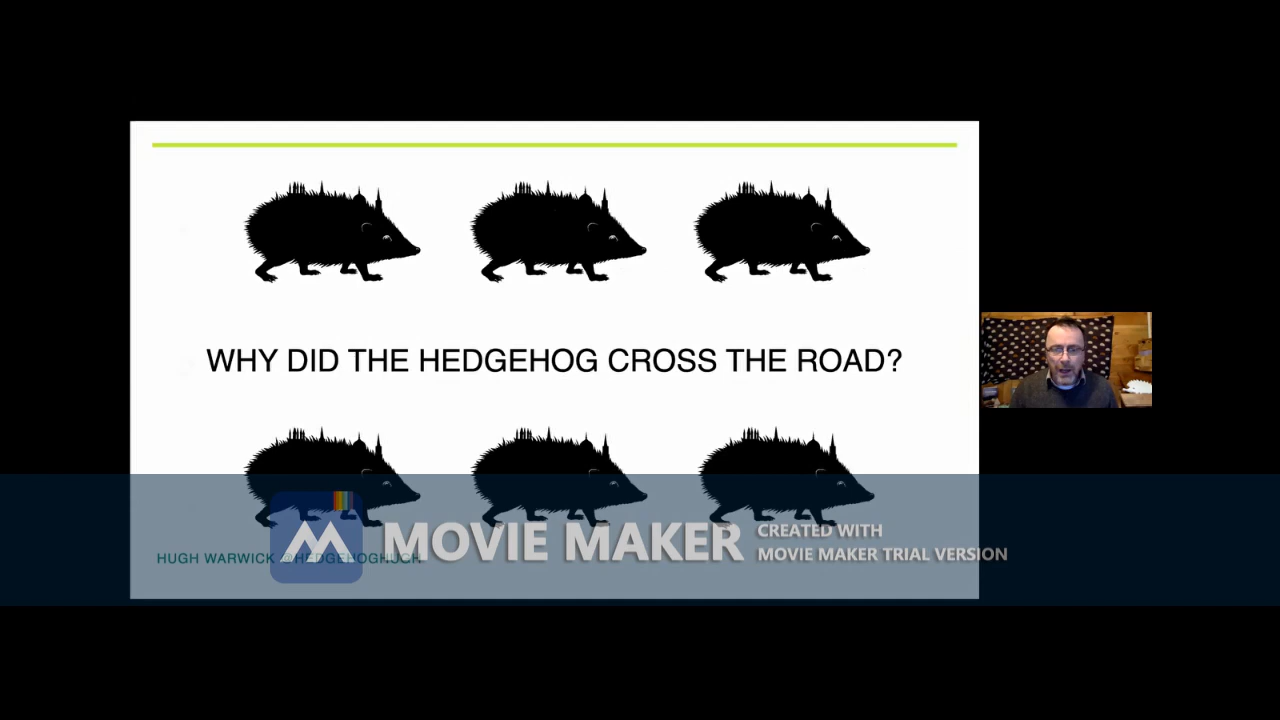 WHY DID THE HEDGEHOG CROSS THE ROAD?
HUGH WARWICK @HEDGEHOGHUGH
MOVIE MAKER
CREATED WITH
MOVIE MAKER TRIAL VERSION